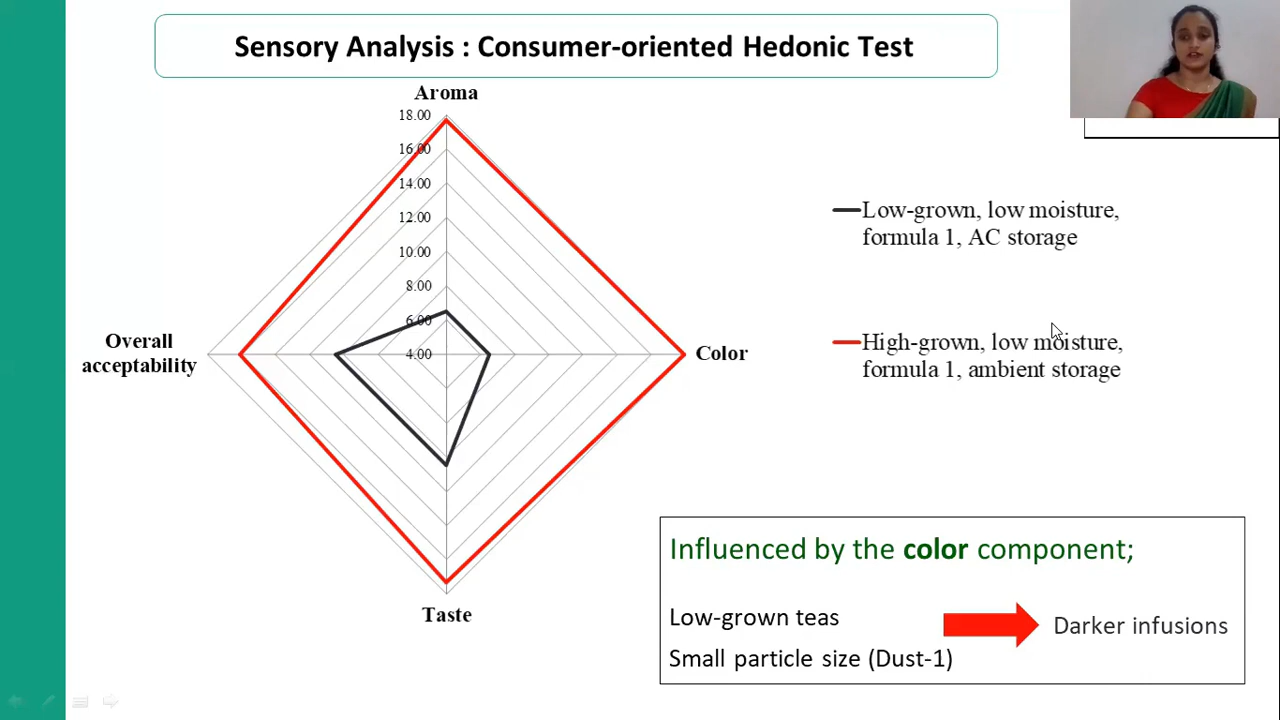 Sensory Analysis : Consumer-oriented Hedonic Test
Aroma
18.00
16.00
14.00
12.00
10.00
8.00
6.00
4.00
Overall
acceptability
Color
Taste
Low-grown, low moisture,
formula 1, AC storage
High-grown, low moisture,
formula 1, ambient storage
Influenced by the color component;
Low-grown teas
Small particle size (Dust-1)
Darker infusions